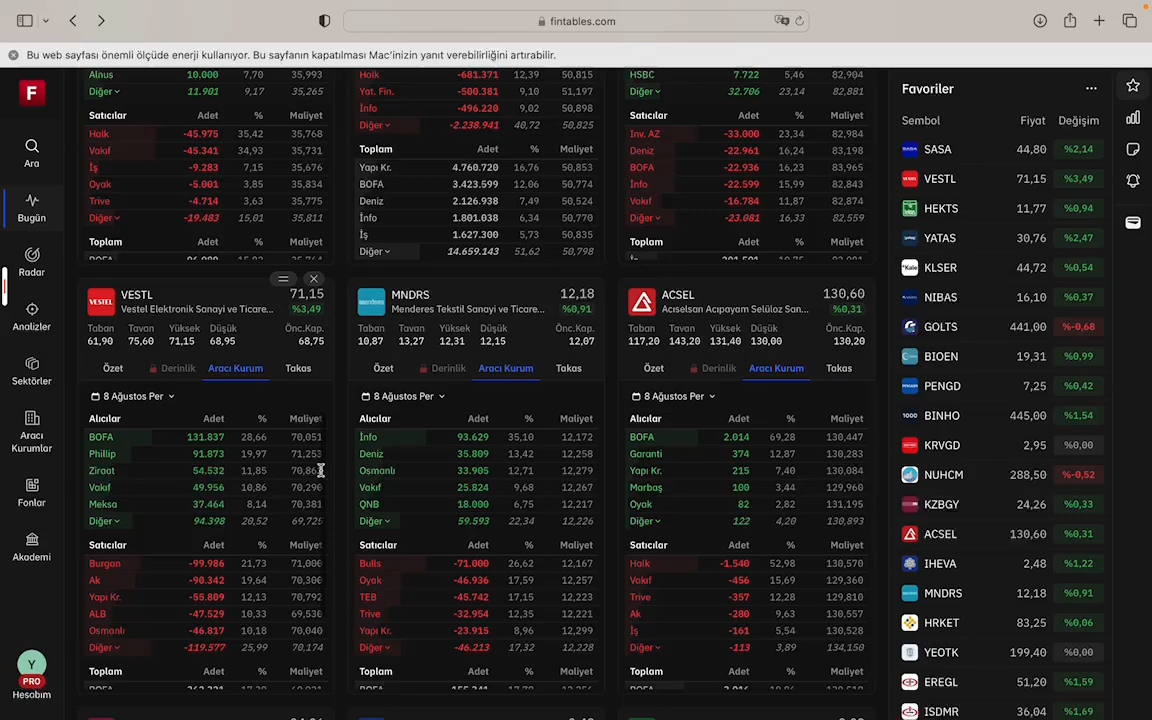 fintables.com
Bu web sayfası önemli ölçüde enerji kullanıyor. Bu sayfanın kapatılması Mac'inizin yanıt verebilirliğini artırabilir.
F
Ara
Bugün
Radar
Analizler
Sektörler
Aracı
Kurumlar
Fonlar
Akademi
Y
PRO
Hesabım
Alnus 10.000 7,70 35,993
Diğer 11.901 9,17 35,265
Satıcılar Adet % Maliyet
Halk -45.975 35,42 35,768
Vakıf -45.341 34,93 35,731
İş -9.283 7,15 35,676
Oyak -5.001 3,85 35,834
Trive -4.714 3,63 35,775
Diğer -19.483 15,01 35,811
Toplam Adet % Maliyet
Halk -681.371 12,39 50,815
Yat. Fin. -500.381 9,10 51,197
İnfo -496.220 9,02 50,898
Diğer -2.238.941 40,72 50,825
Toplam Adet % Maliyet
Yapı Kr. 4.760.720 16,76 50,853
BOFA 3.423.599 12,06 50,774
Deniz 2.126.938 7,49 50,524
İnfo 1.801.038 6,34 50,770
İş 1.627.300 5,73 50,835
Diğer 14.659.143 51,62 50,798
HSBC 7.722 5,46 82,904
Diğer 32.706 23,14 82,881
Satıcılar Adet % Maliyet
Inv. AZ -33.000 23,34 82,984
Deniz -22.961 16,24 83,198
BOFA -22.936 16,23 82,965
İnfo -22.599 15,99 82,843
Vakıf -16.784 11,87 82,874
Diğer -23.081 16,33 82,559
Toplam Adet % Maliyet
VESTEL
VESTL 71,15
Vestel Elektronik Sanayi ve Ticare... %3,49
Taban Tavan Yüksek Düşük Önc.Kap.
61,90 75,60 71,15 68,95 68,75
Özet Derinlik Aracı Kurum Takas
8 Ağustos Per
Alıcılar Adet % Maliyet
BOFA 131.837 28,66 70,051
Phillip 91.873 19,97 71,253
Ziraat 54.532 11,85
Vakıf 49.956 10,86 70,290
Meksa 37.464 8,14 70,381
Diğer 94.398 20,52 69,725
Satıcılar Adet % Maliyet
Burgan -99.986 21,73 71,000
Ak -90.342 19,64 70,300
Yapı Kr. -55.809 12,13 70,792
ALB -47.529 10,33 69,530
Osmanlı -46.817 10,18 70,040
Diğer -119.577 25,99 70,174
Toplam Adet % Maliyet
MNDRS 12,18
Menderes Tekstil Sanayi ve Ticaret... %0,91
Taban Tavan Yüksek Düşük Önc.Kap.
10,87 13,27 12,31 12,15 12,07
Özet Derinlik Aracı Kurum Takas
8 Ağustos Per
Alıcılar Adet % Maliyet
İnfo 93.629 35,10 12,172
Deniz 35.809 13,42 12,258
Osmanlı 33.905 12,71 12,279
Vakıf 25.824 9,68 12,267
QNB 18.000 6,75 12,217
Diğer 59.593 22,34 12,226
Satıcılar Adet % Maliyet
Bulls -71.000 26,62 12,167
Oyak -46.936 17,59 12,257
TEB -45.742 17,15 12,223
Trive -32.954 12,35 12,221
Yapı Kr. -23.915 8,96 12,299
Diğer -46.213 17,32 12,228
Toplam Adet % Maliyet
ACSEL 130,60
Acıselsan Acıpayam Selüloz San... %0,31
Taban Tavan Yüksek Düşük Önc.Kap.
117,20 143,20 131,40 130,00 130,20
Özet Derinlik Aracı Kurum Takas
8 Ağustos Per
Alıcılar Adet % Maliyet
BOFA 2.014 69,28 130,447
Garanti 374 12,87 130,283
Yapı Kr. 215 7,40 130,084
Marbaş 100 3,44 129,960
Oyak 82 2,82 131,195
Diğer 122 4,20 130,893
Satıcılar Adet % Maliyet
Halk -1.540 52,98 130,570
Vakıf -456 15,69 129,360
Trive -357 12,28 129,810
Ak -280 9,63 130,557
İş -161 5,54 130,528
Diğer -113 3,89 134,150
Toplam Adet % Maliyet
Favoriler
Sembol Fiyat Değişim
SASA 44,80 %2,14
VESTL 71,15 %3,49
HEKTS 11,77 %0,94
YATAS 30,76 %2,47
KLSER 44,72 %0,54
NIBAS 16,10 %0,37
GOLTS 441,00 %-0,68
BIOEN 19,31 %0,99
PENGD 7,25 %0,42
BINHO 445,00 %1,54
KRVGD 2,95 %0,00
NUHCM 288,50 %-0,52
KZBGY 24,26 %0,33
ACSEL 130,60 %0,31
IHEVA 2,48 %1,22
MNDRS 12,18 %0,91
HRKET 83,25 %0,06
YEOTK 199,40 %0,00
EREGL 51,20 %1,59
ISDMR 36,04 %1,69